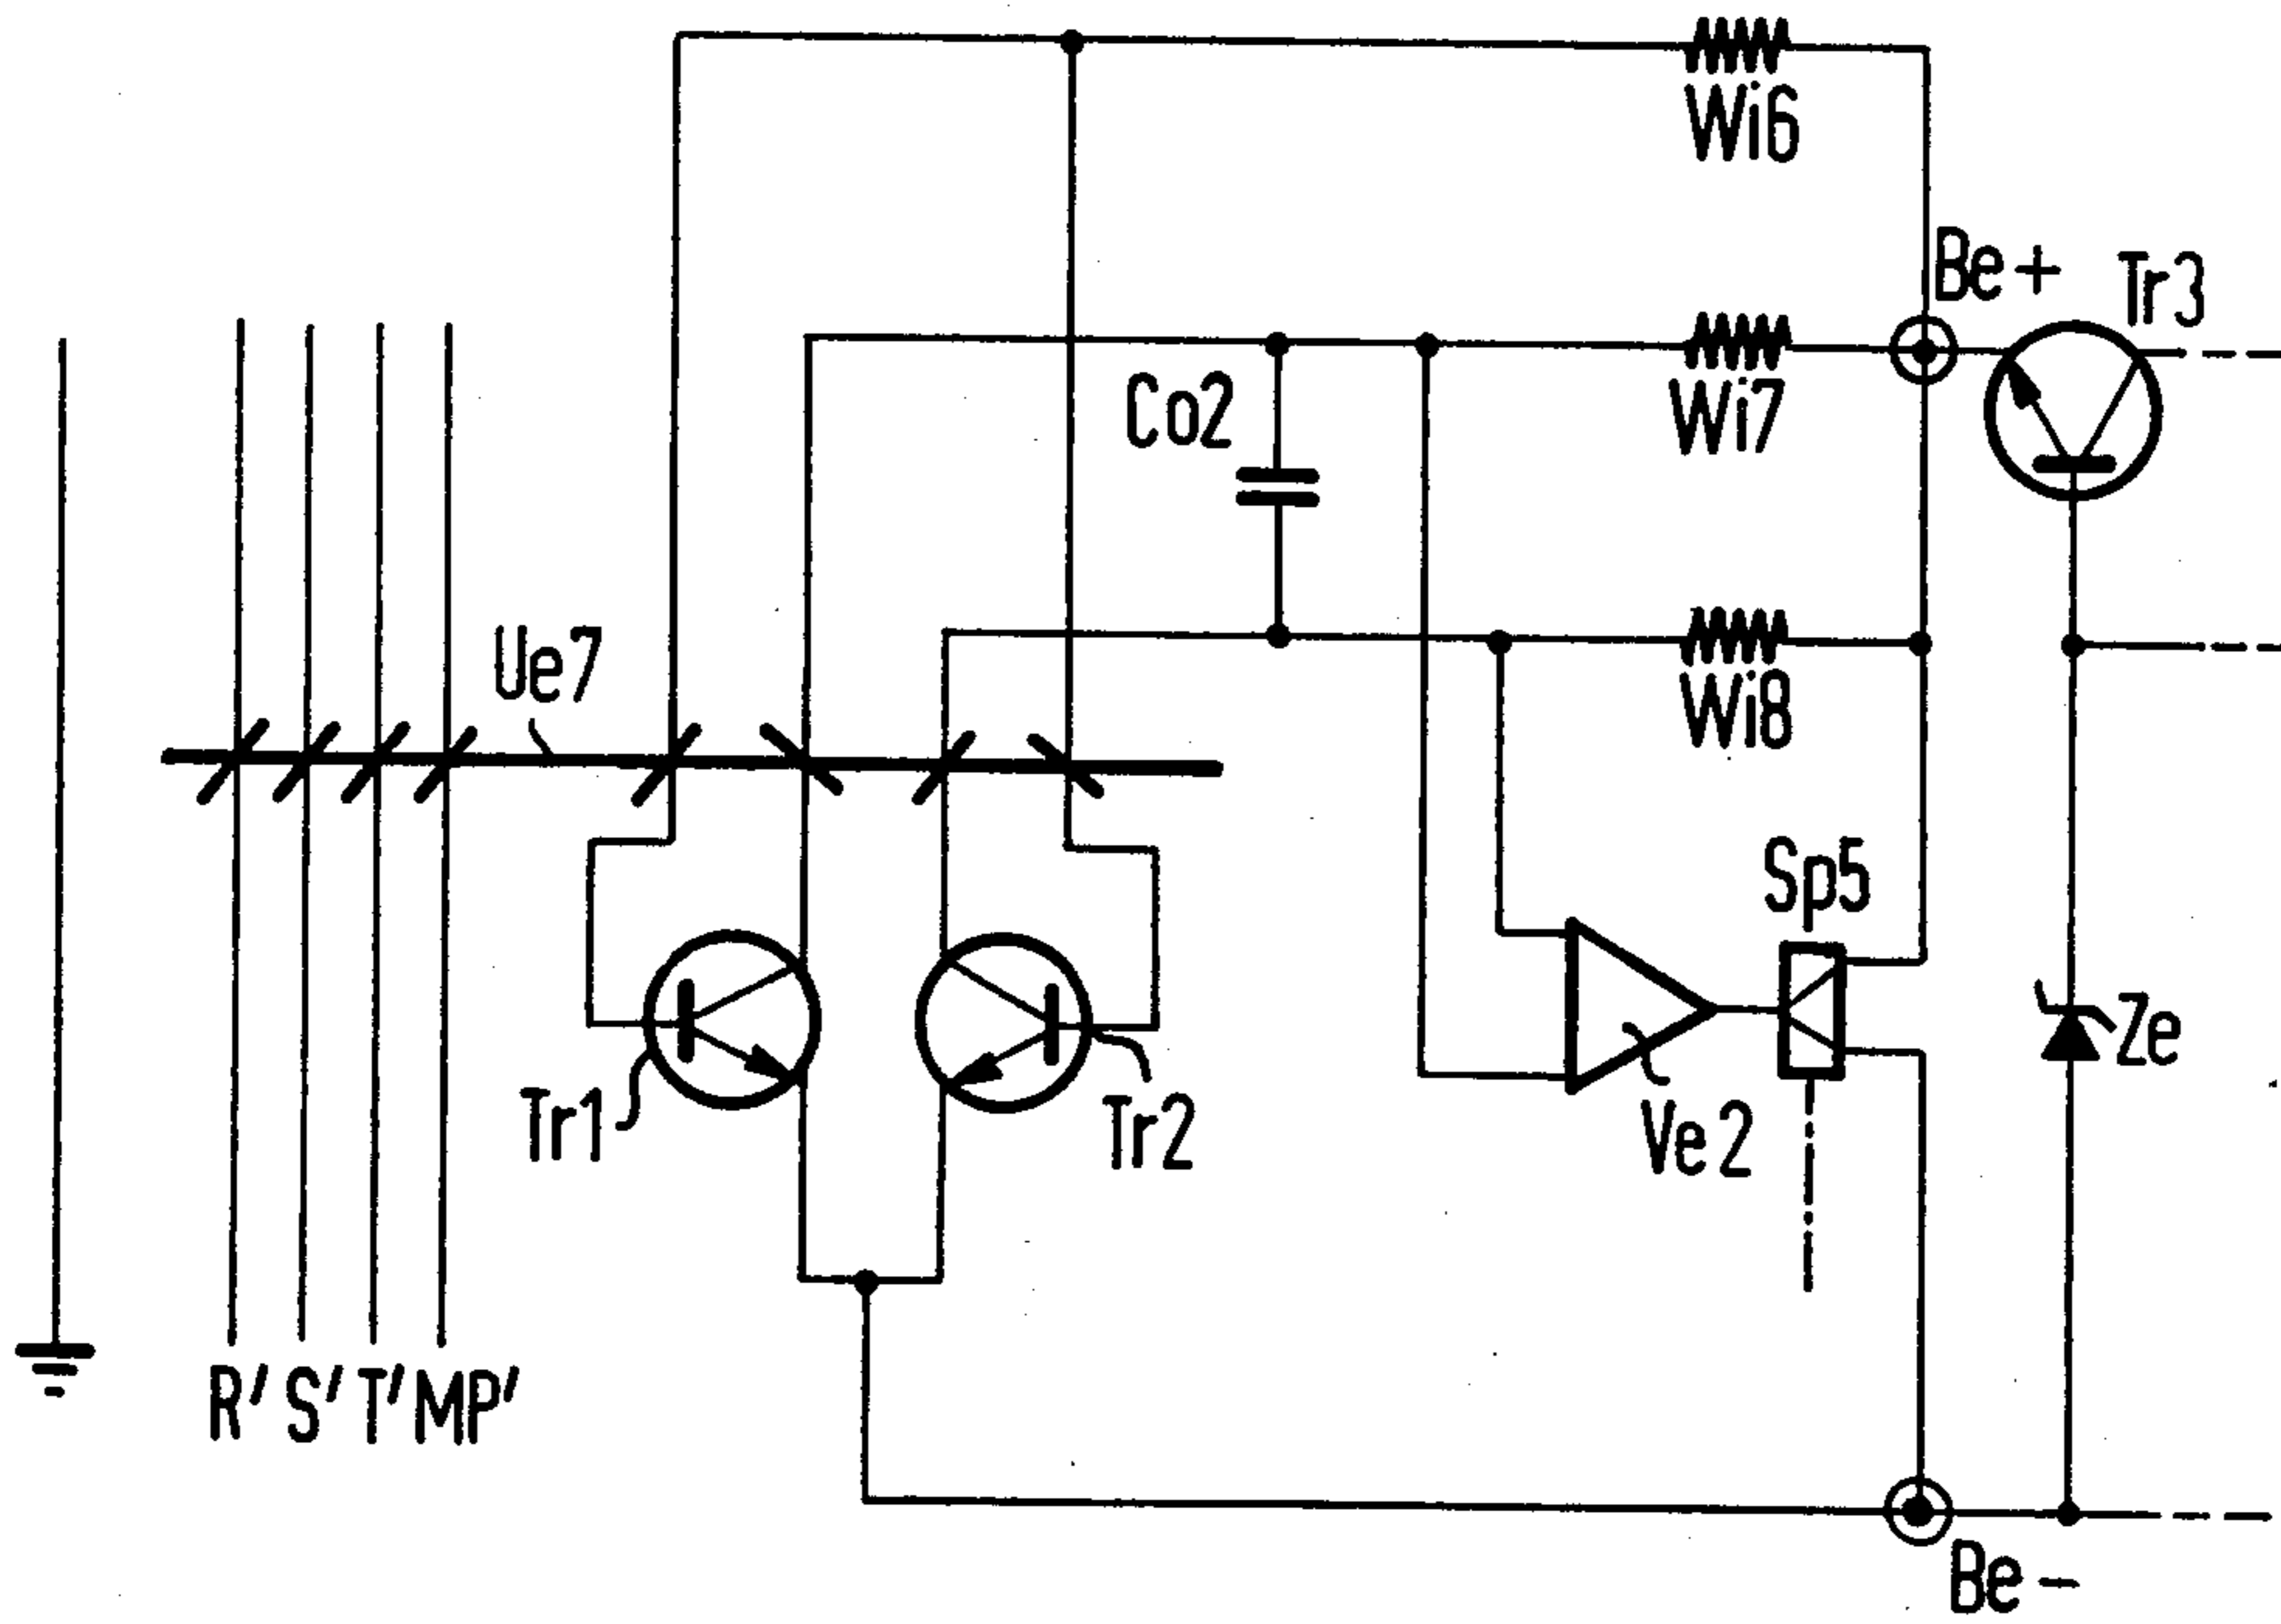 Wi6
Be+
Tr3
Co2
Wi7
Ue7
Wi8
Sp5
Ze
Tr1
Tr2
Ve2
R' S' T' MP'
Be-